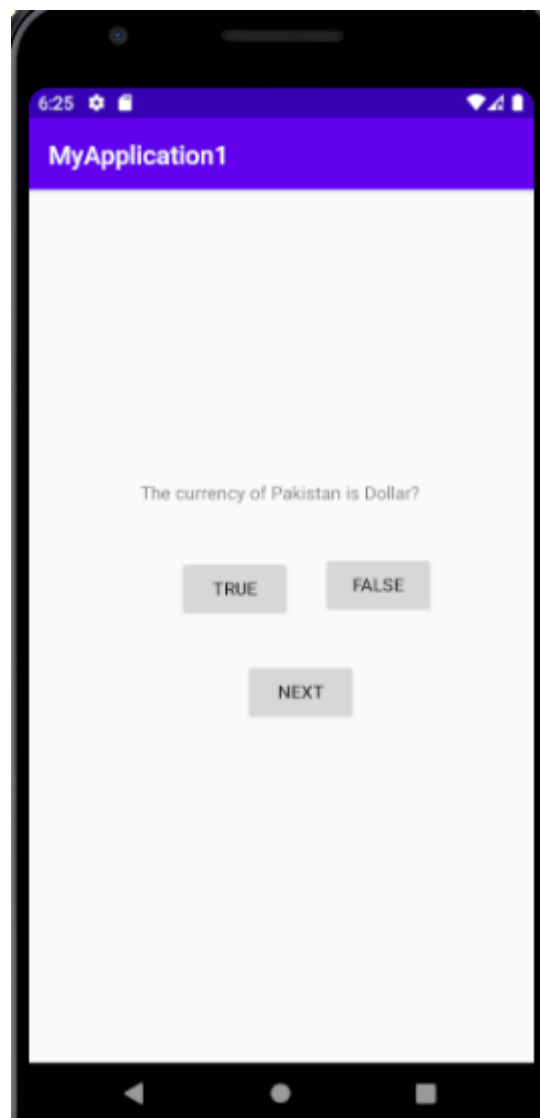 6:25
MyApplication1
The currency of Pakistan is Dollar?
TRUE FALSE
NEXT